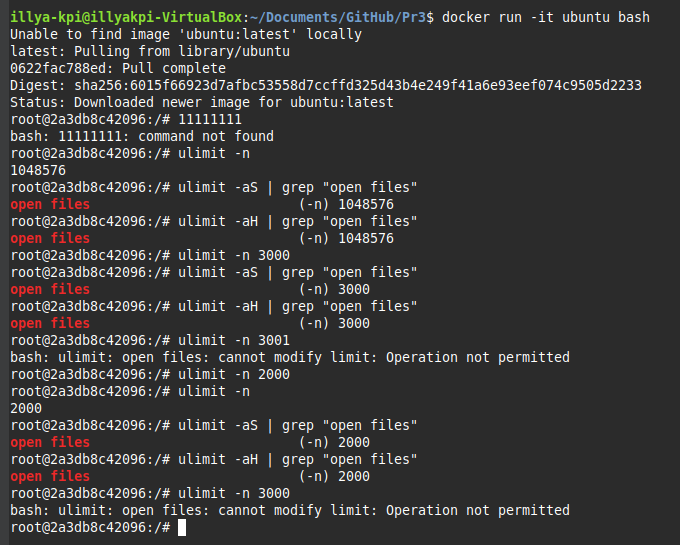 illya-kpi@illyakpi-VirtualBox:~/Documents/GitHub/Pr3$ docker run -it ubuntu bash
Unable to find image 'ubuntu:latest' locally
latest: Pulling from library/ubuntu
0622fac788ed: Pull complete
Digest: sha256:6015f66923d7afbc53558d7ccffd325d43b4e249f41a6e93eef074c9505d2233
Status: Downloaded newer image for ubuntu:latest
root@2a3db8c42096:/# 11111111
bash: 11111111: command not found
root@2a3db8c42096:/# ulimit -n
1048576
root@2a3db8c42096:/# ulimit -aS | grep "open files"
open files                          (-n) 1048576
root@2a3db8c42096:/# ulimit -aH | grep "open files"
open files                          (-n) 1048576
root@2a3db8c42096:/# ulimit -n 3000
root@2a3db8c42096:/# ulimit -aS | grep "open files"
open files                          (-n) 3000
root@2a3db8c42096:/# ulimit -aH | grep "open files"
open files                          (-n) 3000
root@2a3db8c42096:/# ulimit -n 3001
bash: ulimit: open files: cannot modify limit: Operation not permitted
root@2a3db8c42096:/# ulimit -n 2000
root@2a3db8c42096:/# ulimit -n
2000
root@2a3db8c42096:/# ulimit -aS | grep "open files"
open files                          (-n) 2000
root@2a3db8c42096:/# ulimit -aH | grep "open files"
open files                          (-n) 2000
root@2a3db8c42096:/# ulimit -n 3000
bash: ulimit: open files: cannot modify limit: Operation not permitted
root@2a3db8c42096:/#